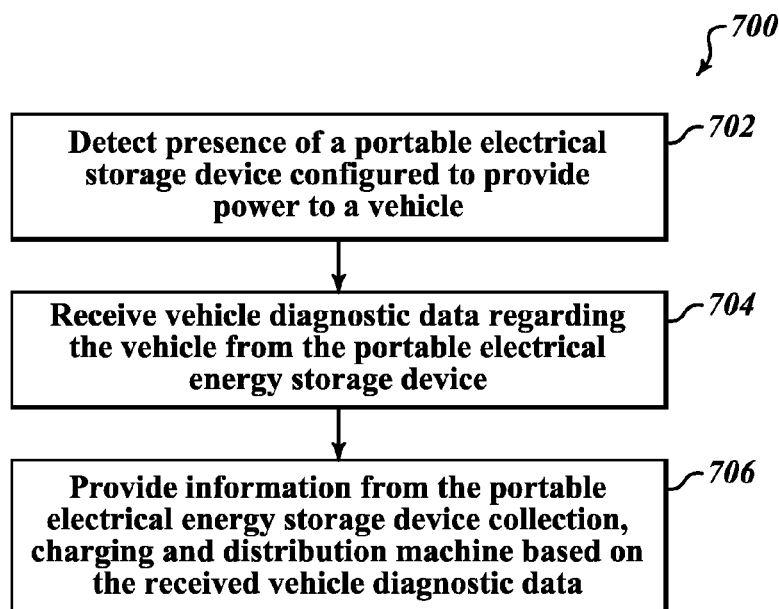 700
Detect presence of a portable electrical
storage device configured to provide
power to a vehicle
702
Receive vehicle diagnostic data regarding
the vehicle from the portable electrical
energy storage device
704
Provide information from the portable
electrical energy storage device collection,
charging and distribution machine based on
the received vehicle diagnostic data
706